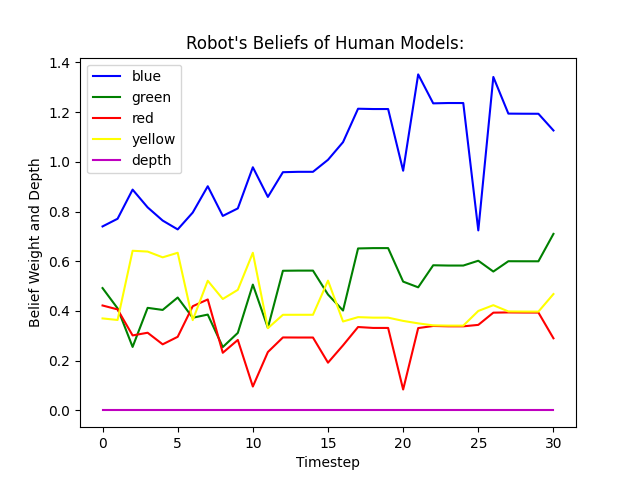 Robot's Beliefs of Human Models:
blue
green
red
yellow
depth
1.4
1.2
1.0
0.8
0.6
0.4
0.2
0.0
Belief Weight and Depth
0 5 10 15 20 25 30
Timestep